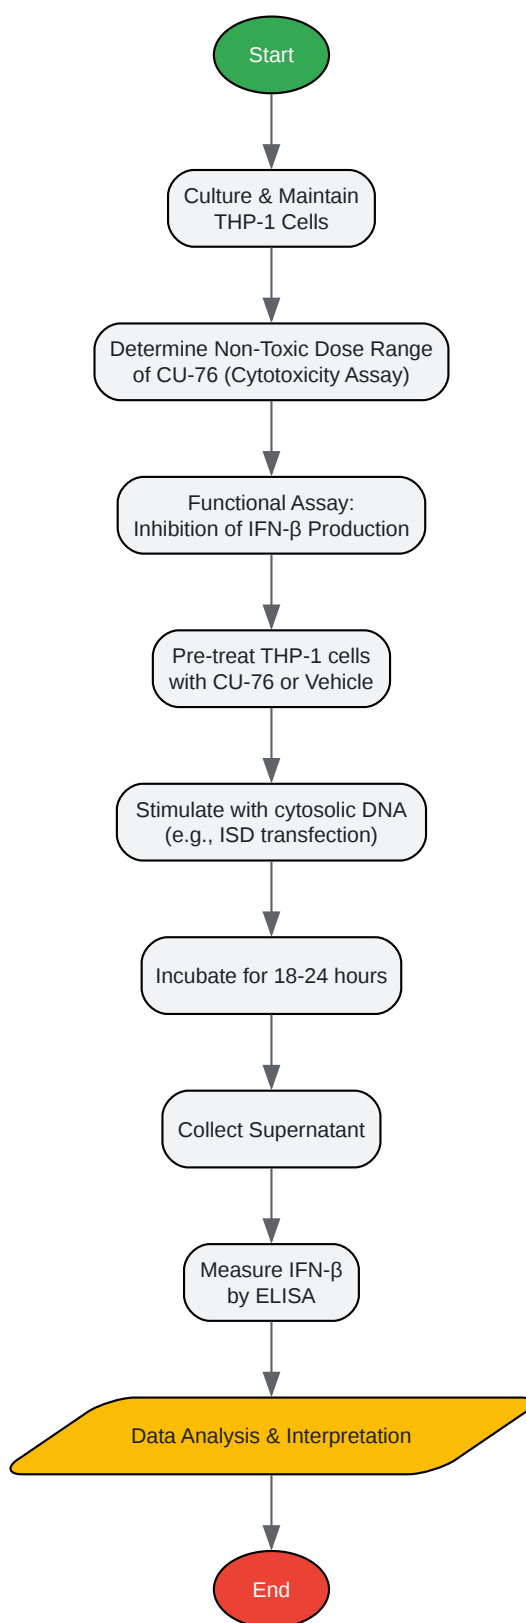 Start
Culture & Maintain
THP-1 Cells
Determine Non-Toxic Dose Range
of CU-76 (Cytotoxicity Assay)
Functional Assay:
Inhibition of IFN-β Production
Pre-treat THP-1 cells
with CU-76 or Vehicle
Stimulate with cytosolic DNA
(e.g., ISD transfection)
Incubate for 18-24 hours
Collect Supernatant
Measure IFN-β
by ELISA
Data Analysis & Interpretation
End